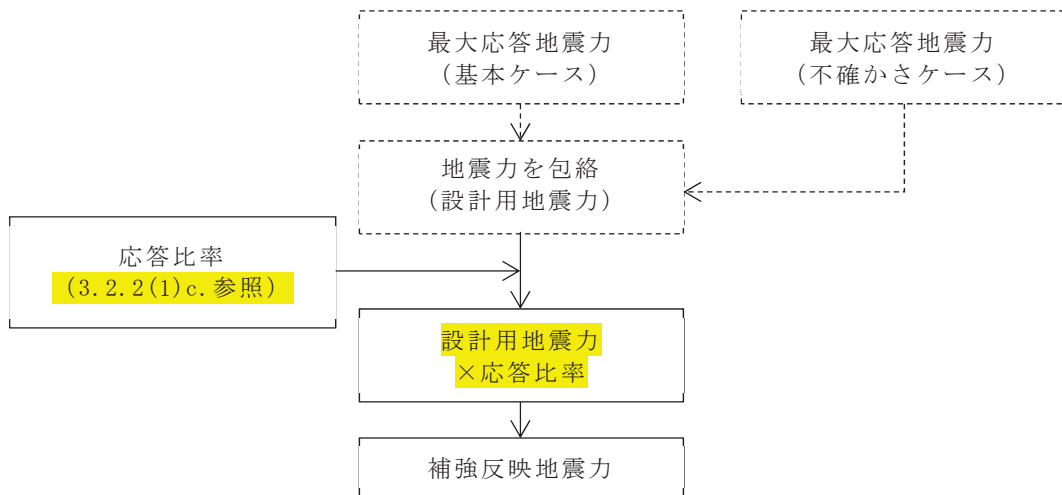 最大応答地震力
(基本ケース)
最大応答地震力
(不確かさケース)
地震力を包絡
(設計用地震力)
応答比率
(3.2.2(1)c.参照)
設計用地震力
×応答比率
補強反映地震力